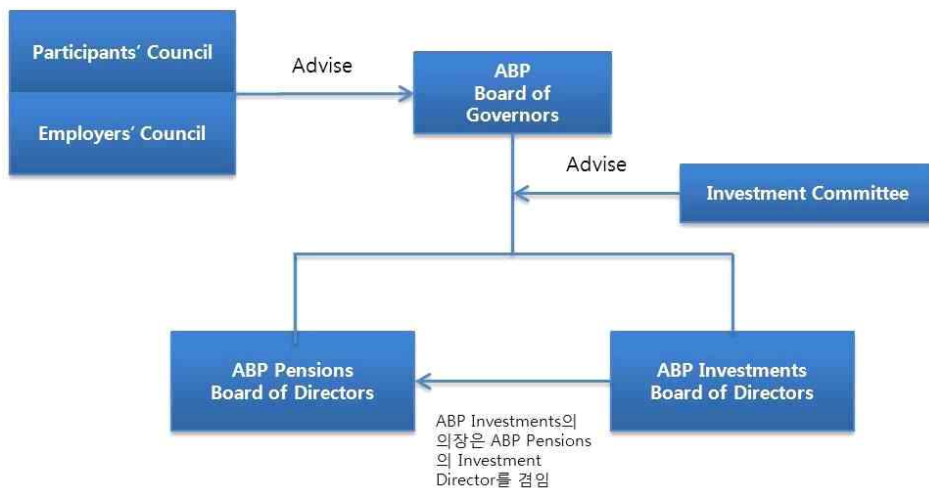 Participants’ Council
Employers’ Council
Advise
ABP
Board of
Governors
Advise
Investment Committee
ABP Pensions
Board of Directors
ABP Investments
Board of Directors
ABP Investments의
의장은 ABP Pensions
의 Investment
Director를 겸임